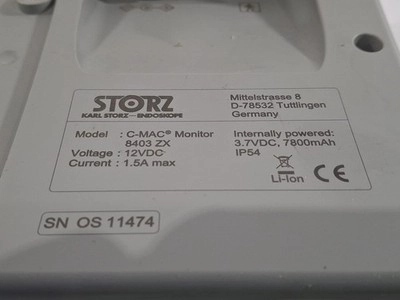 STORZ
KARL STORZ—ENDOSKOPE
Mittelstrasse 8
D-78532 Tuttlingen
Germany
Model : C-MAC® Monitor
8403 ZX
Voltage : 12VDC
Current : 1.5A max
Internally powered:
3.7VDC, 7800mAh
IP54
Li-Ion
CE
SN OS 11474